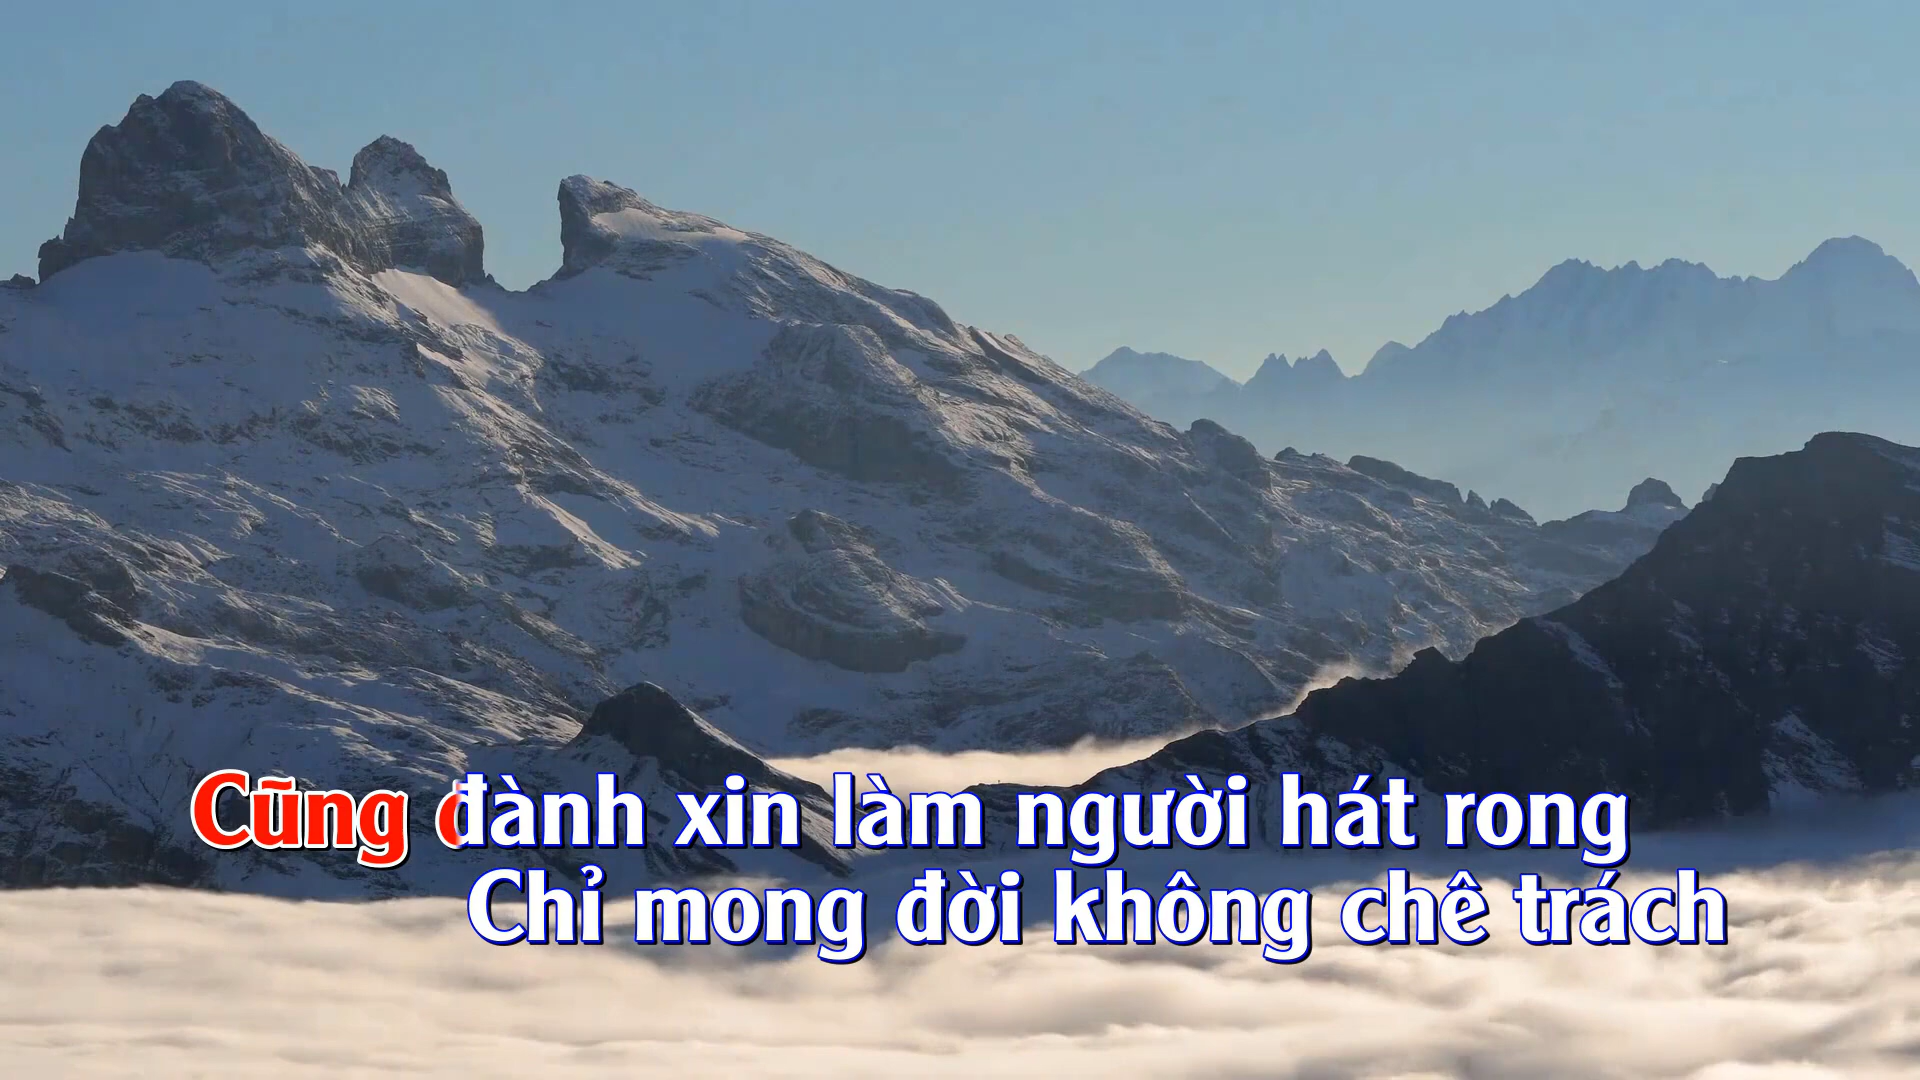 Cũng đành xin làm người hát rong
Chỉ mong đời không chê trách